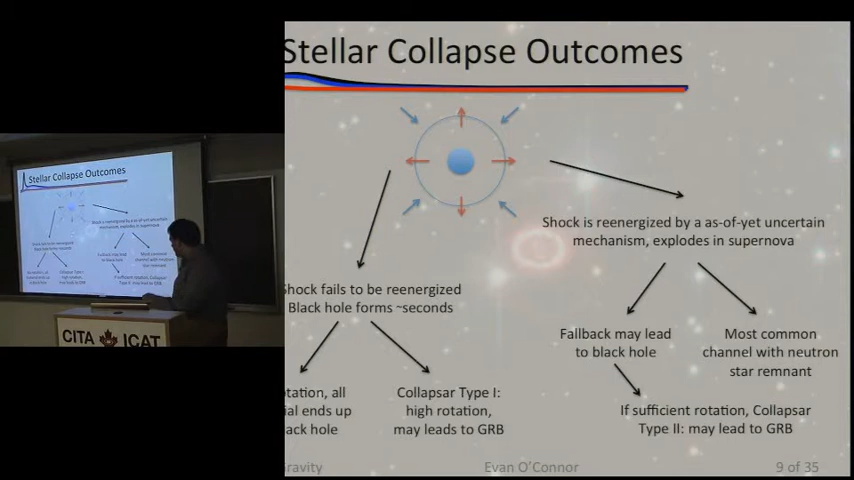 Stellar Collapse Outcomes
Shock is reenergized by a as-of-yet uncertain
mechanism, explodes in supernova
Shock fails to be reenergized
Black hole forms ~seconds
Fallback may lead
to black hole
Most common
channel with neutron
star remnant
otation, all
ial ends up
ack hole
Collapsar Type I:
high rotation,
may leads to GRB
If sufficient rotation, Collapsar
Type II: may lead to GRB
ravity
Evan O'Connor
9 of 35
Stellar Collapse Outcomes
CITA ICAT